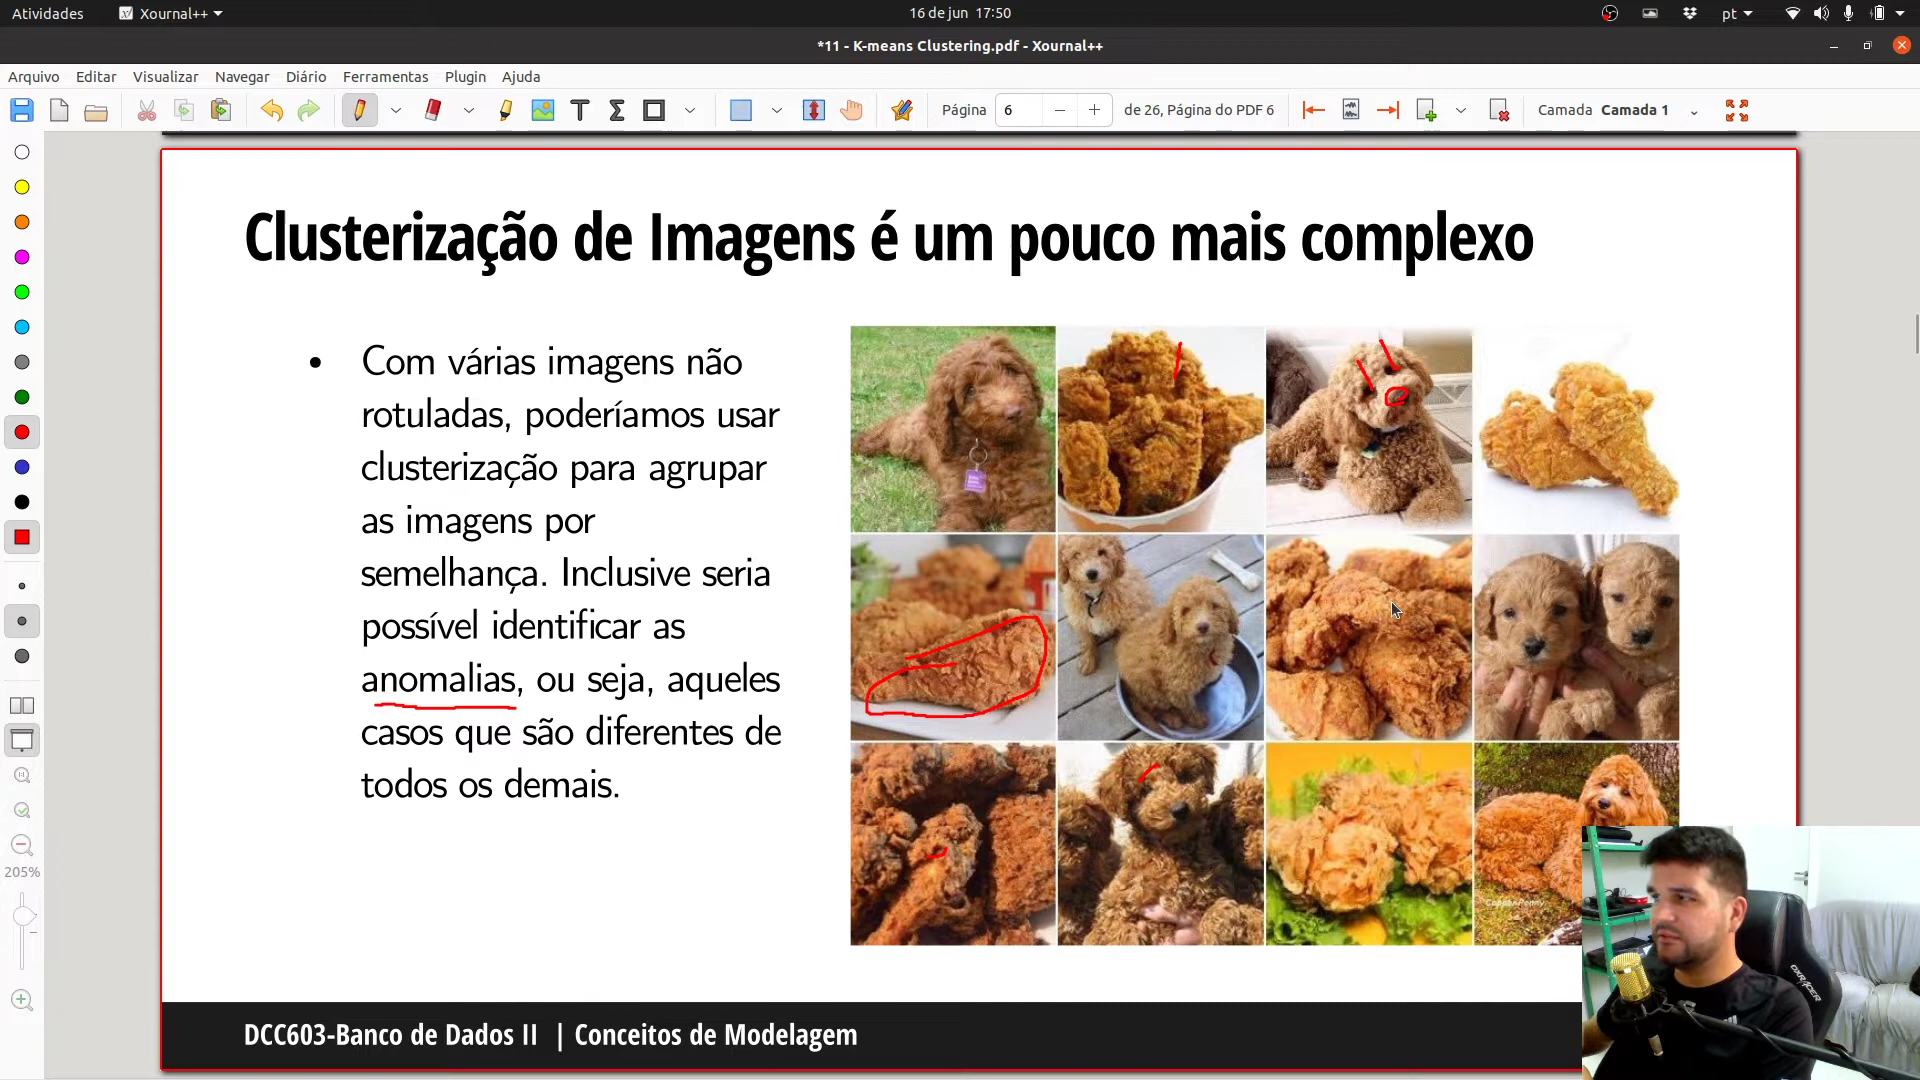 Atividades
Xournal++
16 de jun 17:50
pt
*11 - K-means Clustering.pdf - Xournal++
Arquivo Editar Visualizar Navegar Diário Ferramentas Plugin Ajuda
Página 6 de 26, Página do PDF 6 Camada Camada 1
Clusterização de Imagens é um pouco mais complexo
• Com várias imagens não
rotuladas, poderíamos usar
clusterização para agrupar
as imagens por
semelhança. Inclusive seria
possível identificar as
anomalias, ou seja, aqueles
casos que são diferentes de
todos os demais.
205%
CopperPenny
OXRACER
DCC603-Banco de Dados II | Conceitos de Modelagem